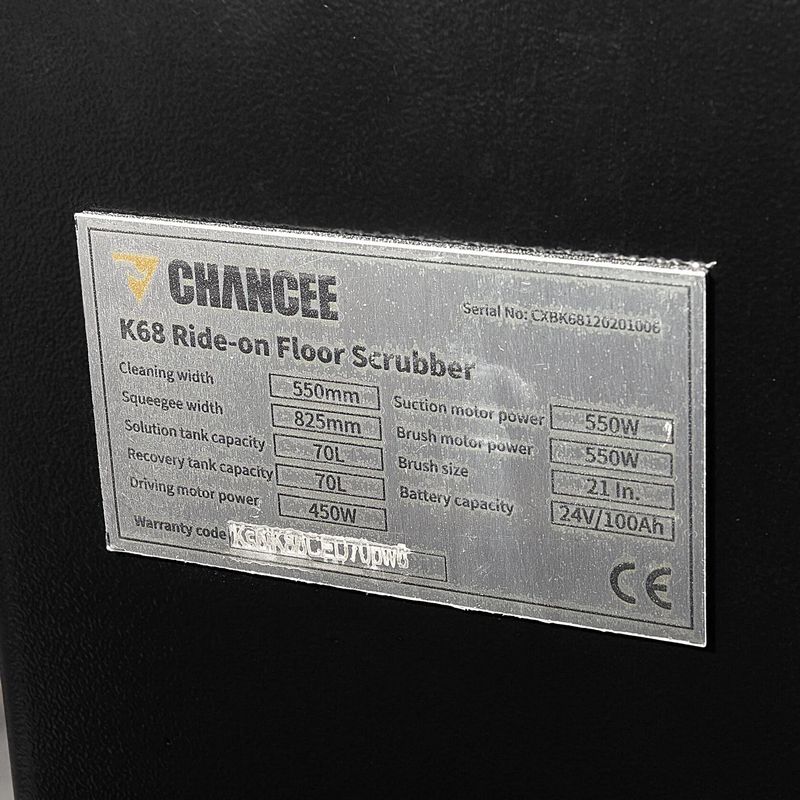 CHANCEE
Serial No: CXBK68120201006
K68 Ride-on Floor Scrubber
Cleaning width 550mm
Squeegee width 825mm
Solution tank capacity 70L
Recovery tank capacity 70L
Driving motor power 450W
Suction motor power 550W
Brush motor power 550W
Brush size 21 In.
Battery capacity 24V/100Ah
Warranty code
CE